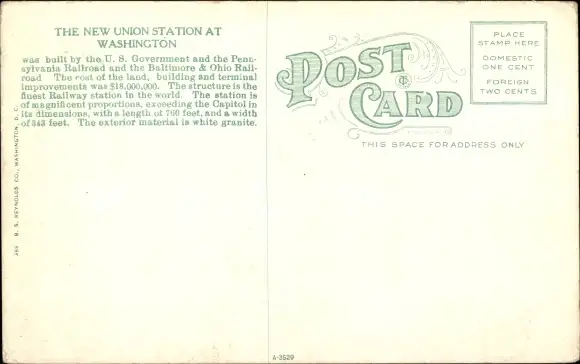 THE NEW UNION STATION AT
WASHINGTON
was built by the U. S. Government and the Penn-
sylvania Railroad and the Baltimore & Ohio Rail-
road The cost of the land, building and terminal
improvements was $18,000,000. The structure is the
finest Railway station in the world. The station is
of magnificent proportions, exceeding the Capitol in
its dimensions, with a length of 760 feet, and a width
of 343 feet. The exterior material is white granite.
B. S. REYNOLDS CO., WASHINGTON, D. C.
POST
CARD
THIS SPACE FOR ADDRESS ONLY
PLACE
STAMP HERE
DOMESTIC
ONE CENT
FOREIGN
TWO CENTS
A-3529